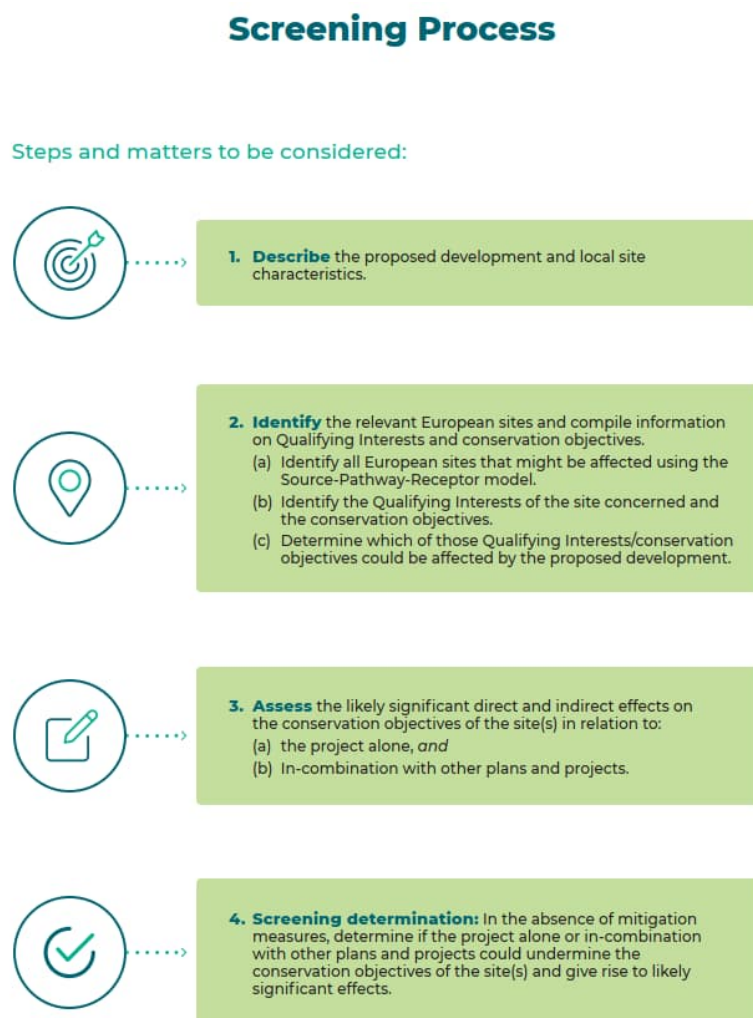 Screening Process
Steps and matters to be considered:
1. Describe the proposed development and local site
characteristics.
2. Identify the relevant European sites and compile information
on Qualifying Interests and conservation objectives.
(a) Identify all European sites that might be affected using the
Source-Pathway-Receptor model.
(b) Identify the Qualifying Interests of the site concerned and
the conservation objectives.
(c) Determine which of those Qualifying Interests/conservation
objectives could be affected by the proposed development.
3. Assess the likely significant direct and indirect effects on
the conservation objectives of the site(s) in relation to:
(a) the project alone, and
(b) In-combination with other plans and projects.
4. Screening determination: In the absence of mitigation
measures, determine if the project alone or in-combination
with other plans and projects could undermine the
conservation objectives of the site(s) and give rise to likely
significant effects.